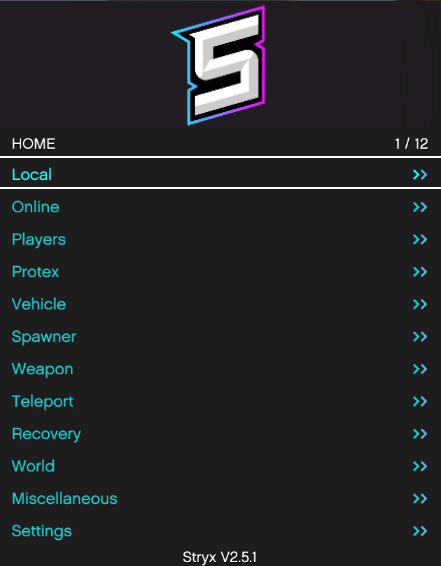 S
HOME 1 / 12
Local
Online
Players
Protex
Vehicle
Spawner
Weapon
Teleport
Recovery
World
Miscellaneous
Settings
Stryx V2.5.1